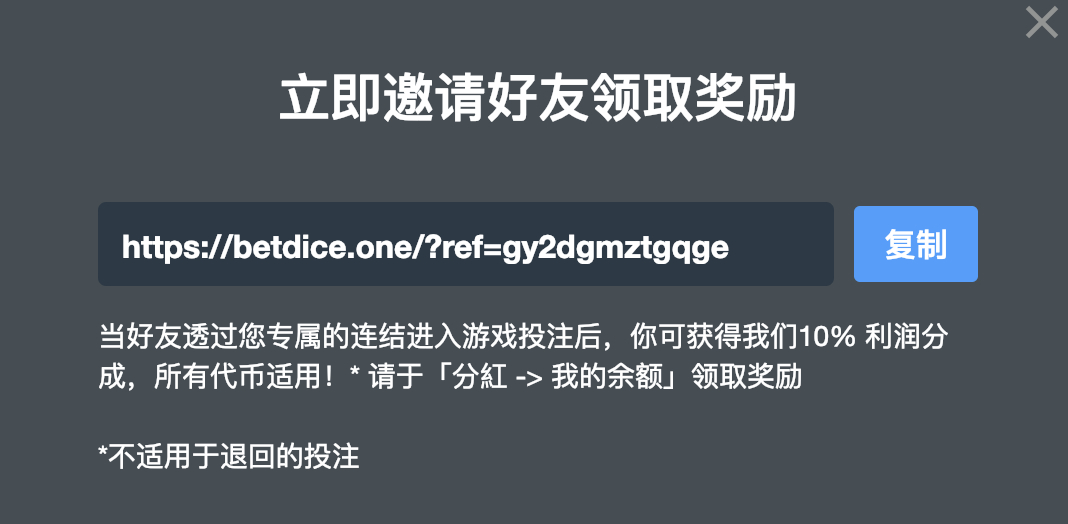 立即邀请好友领取奖励
https://betdice.one/?ref=gy2dgmztgqge
复制
当好友透过您专属的连结进入游戏投注后，你可获得我们10% 利润分
成，所有代币适用！* 请于「分紅 -> 我的余额」领取奖励
*不适用于退回的投注